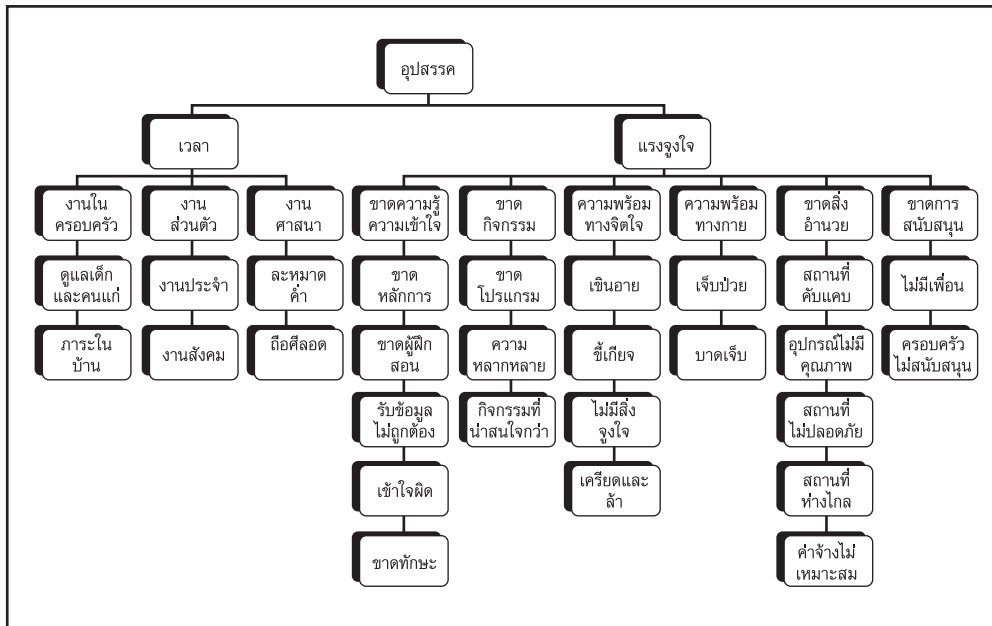 อุปสรรค
เวลา
แรงจูงใจ
งานใน
ครอบครัว
งาน
ส่วนตัว
งาน
ศาสนา
ขาดความรู้
ความเข้าใจ
ขาด
กิจกรรม
ความพร้อม
ทางจิตใจ
ความพร้อม
ทางกาย
ขาดสิ่ง
อำนวย
ขาดการ
สนับสนุน
ดูแลเด็ก
และคนแก่
งานประจำ
ละหมาด
ค่ำ
ขาด
หลักการ
ขาด
โปรแกรม
เขินอาย
เจ็บป่วย
สถานที่
คับแคบ
ไม่มีเพื่อน
ภาระใน
บ้าน
งานสังคม
ถือศีลอด
ขาดผู้ฝึก
สอน
ความ
หลากหลาย
ขี้เกียจ
บาดเจ็บ
อุปกรณ์ไม่มี
คุณภาพ
ครอบครัว
ไม่สนับสนุน
รับข้อมูล
ไม่ถูกต้อง
กิจกรรมที่
น่าสนใจกว่า
ไม่มีสิ่ง
จูงใจ
สถานที่
ไม่ปลอดภัย
เข้าใจผิด
เครียดและ
ล้า
สถานที่
ห่างไกล
ขาดทักษะ
ค่าจ้างไม่
เหมาะสม